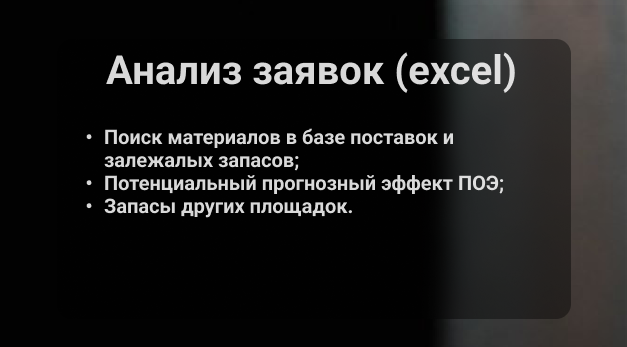 Анализ заявок (excel)
• Поиск материалов в базе поставок и
залежалых запасов;
• Потенциальный прогнозный эффект ПОЭ;
• Запасы других площадок.